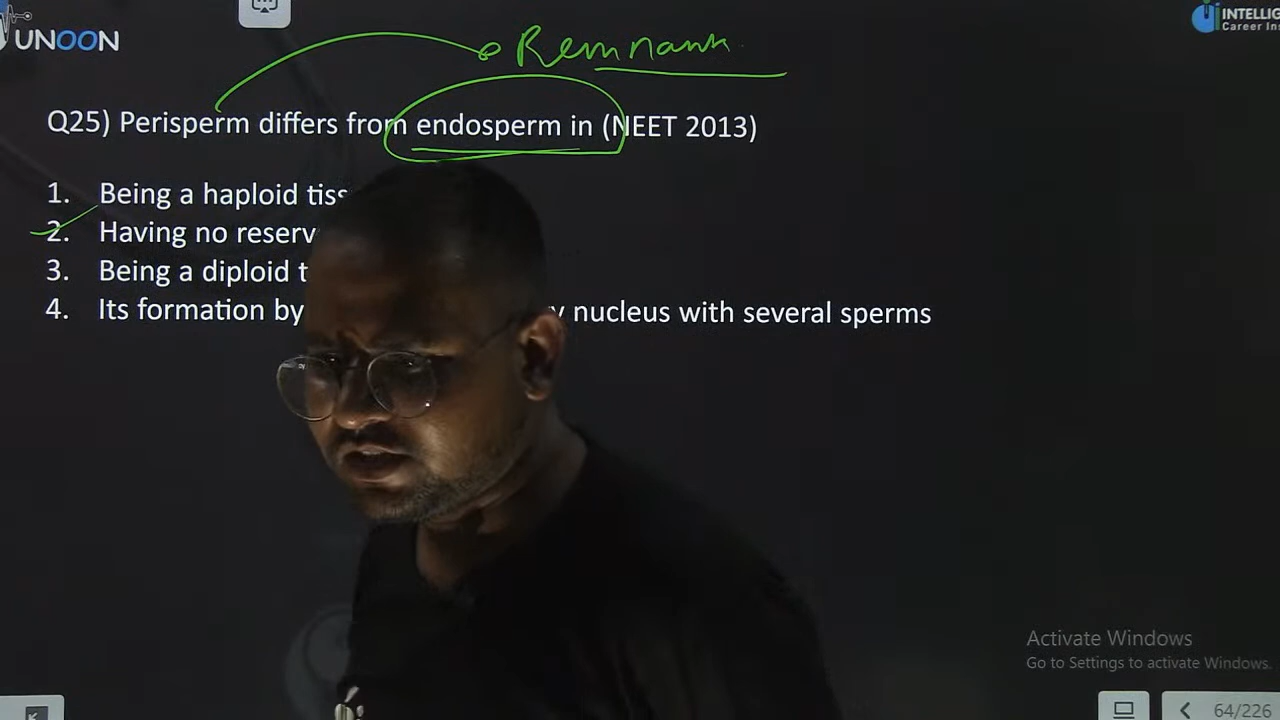 UNOON
INTELLIG
Career Ins
Remnank
Q25) Perisperm differs from endosperm in (NEET 2013)
1. Being a haploid tiss
2. Having no reserv
3. Being a diploid t
4. Its formation by y nucleus with several sperms
Activate Windows
Go to Settings to activate Windows.
64/226